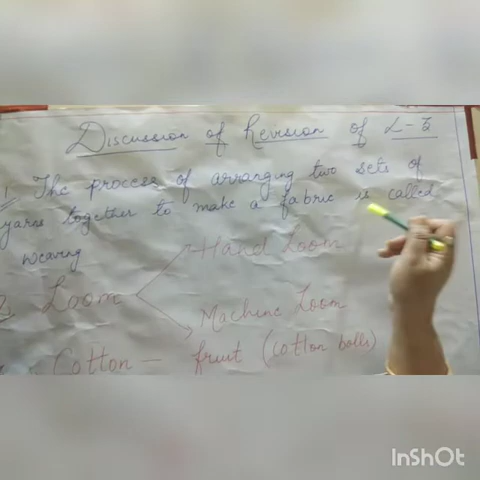 Discussion of Revision of L-3
1. The process of arranging two sets of
yarns together to make a fabric is called
weaving
2. Loom
Hand Loom
Machine Loom
Cotton - fruit (cotton bolls)
InShOt